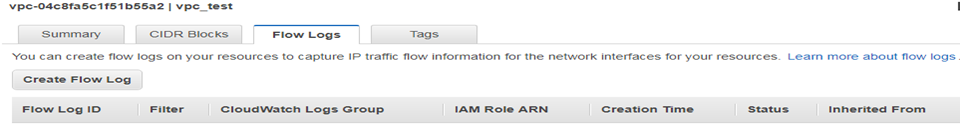 vpc-04c8fa5c1f51b55a2 | vpc_test
Summary CIDR Blocks Flow Logs Tags
You can create flow logs on your resources to capture IP traffic flow information for the network interfaces for your resources. Learn more about flow logs
Create Flow Log
Flow Log ID Filter CloudWatch Logs Group IAM Role ARN Creation Time Status Inherited From